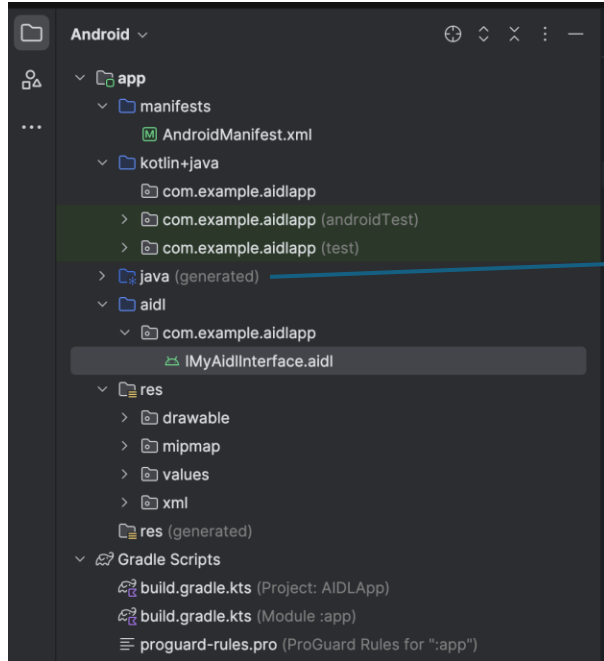 Android
app
manifests
AndroidManifest.xml
kotlin+java
com.example.aidlapp
com.example.aidlapp (androidTest)
com.example.aidlapp (test)
java (generated)
aidl
com.example.aidlapp
IMyAidlInterface.aidl
res
drawable
mipmap
values
xml
res (generated)
Gradle Scripts
build.gradle.kts (Project: AIDLApp)
build.gradle.kts (Module :app)
proguard-rules.pro (ProGuard Rules for ":app")